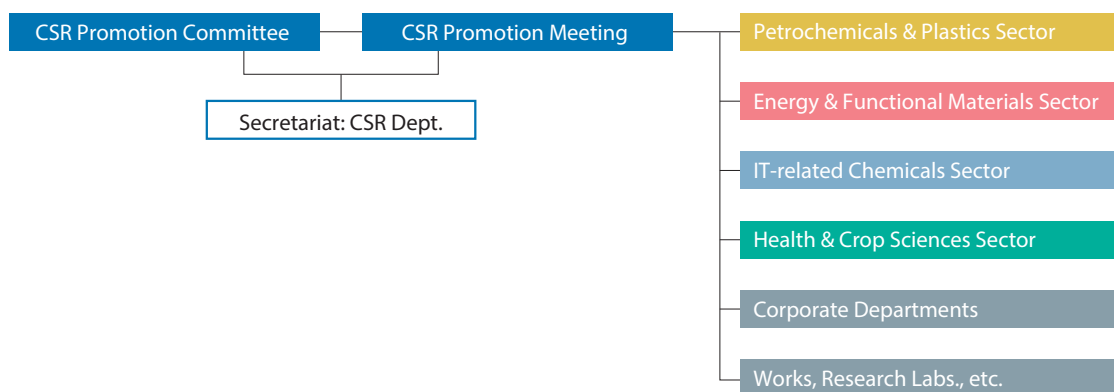 CSR Promotion Committee
CSR Promotion Meeting
Secretariat: CSR Dept.
Petrochemicals & Plastics Sector
Energy & Functional Materials Sector
IT-related Chemicals Sector
Health & Crop Sciences Sector
Corporate Departments
Works, Research Labs., etc.